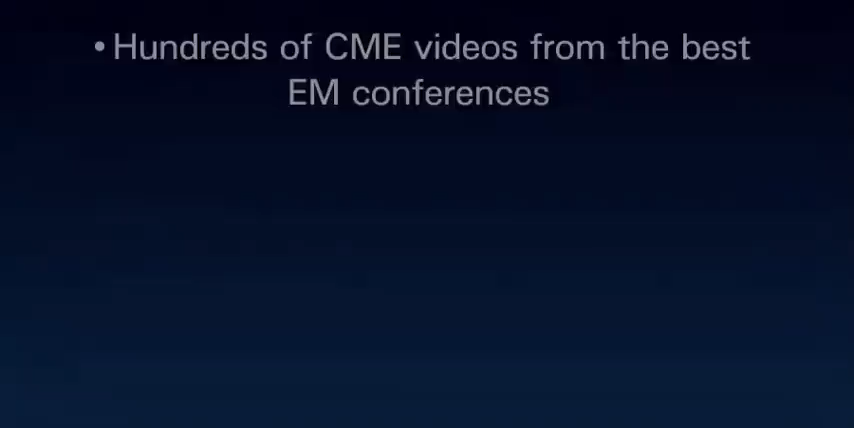 • Hundreds of CME videos from the best
EM conferences